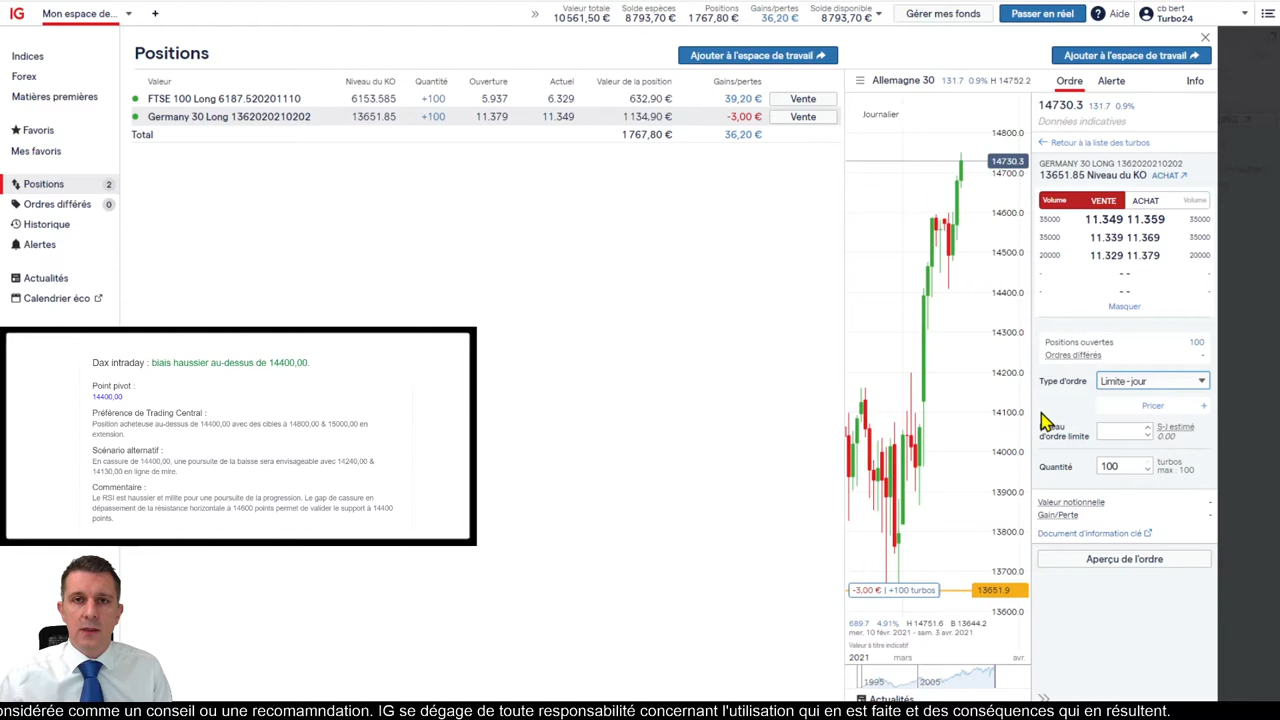 IG
Mon espace de...
+
Valeur totale
10 561,50 €
Solde espèces
8 793,70 €
Positions
1 767,80 €
Gains/pertes
36,20 €
Solde disponible
8 793,70 €
Gérer mes fonds
Passer en réel
Aide
cb bert
Turbo24
Indices
Forex
Matières premières
Favoris
Mes favoris
Positions 2
Ordres différés 0
Historique
Alertes
Actualités
Calendrier éco
Positions
Ajouter à l'espace de travail
Valeur Niveau du KO Quantité Ouverture Actuel Valeur de la position Gains/pertes
FTSE 100 Long 6187.520201110 6153.585 +100 5.937 6.329 632,90 € 39,20 € Vente
Germany 30 Long 1362020210202 13651.85 +100 11.379 11.349 1 134,90 € -3,00 € Vente
Total 1 767,80 € 36,20 €
Dax intraday : biais haussier au-dessus de 14400,00.
Point pivot :
14400,00
Préférence de Trading Central :
Position acheteuse au-dessus de 14400,00 avec des cibles à 14800,00 & 15000,00 en
extension.
Scénario alternatif :
En cassure de 14400,00, une poursuite de la baisse sera envisageable avec 14240,00 &
14130,00 en ligne de mire.
Commentaire :
Le RSI est haussier et milite pour une poursuite de la progression. Le gap de cassure en
dépassement de la résistance horizontale à 14600 points permet de valider le support à 14400
points.
Allemagne 30 131.7 0.9% H 14752.2
Journalier
14800.0
14730.3
14700.0
14600.0
14500.0
14400.0
14300.0
14200.0
14100.0
14000.0
13900.0
13800.0
13700.0
-3,00 € | +100 turbos
13651.9
13600.0
689.7 4.91% H 14751.6 B 13644.2
mer. 10 févr. 2021 - sam. 3 avr. 2021
Valeur à titre indicatif
2021 mars avr.
1995 2005
Actualités
Ajouter à l'espace de travail
Ordre Alerte Info
14730.3 131.7 0.9%
Données indicatives
Retour à la liste des turbos
GERMANY 30 LONG 1362020210202
13651.85 Niveau du KO ACHAT
Volume VENTE ACHAT Volume
35000 11.349 11.359 35000
35000 11.339 11.369 35000
20000 11.329 11.379 20000
- - - -
- - - -
Masquer
Positions ouvertes 100
Ordres différés -
Type d'ordre Limite - jour
Pricer +
d'ordre limite
S-J estimé
0.00
Quantité 100
turbos
max : 100
Valeur notionnelle -
Gain/Perte -
Document d'information clé
Aperçu de l'ordre
onsidérée comme un conseil ou une recomamndation. IG se dégage de toute responsabilité concernant l'utilisation qui en est faite et des conséquences qui en résultent.